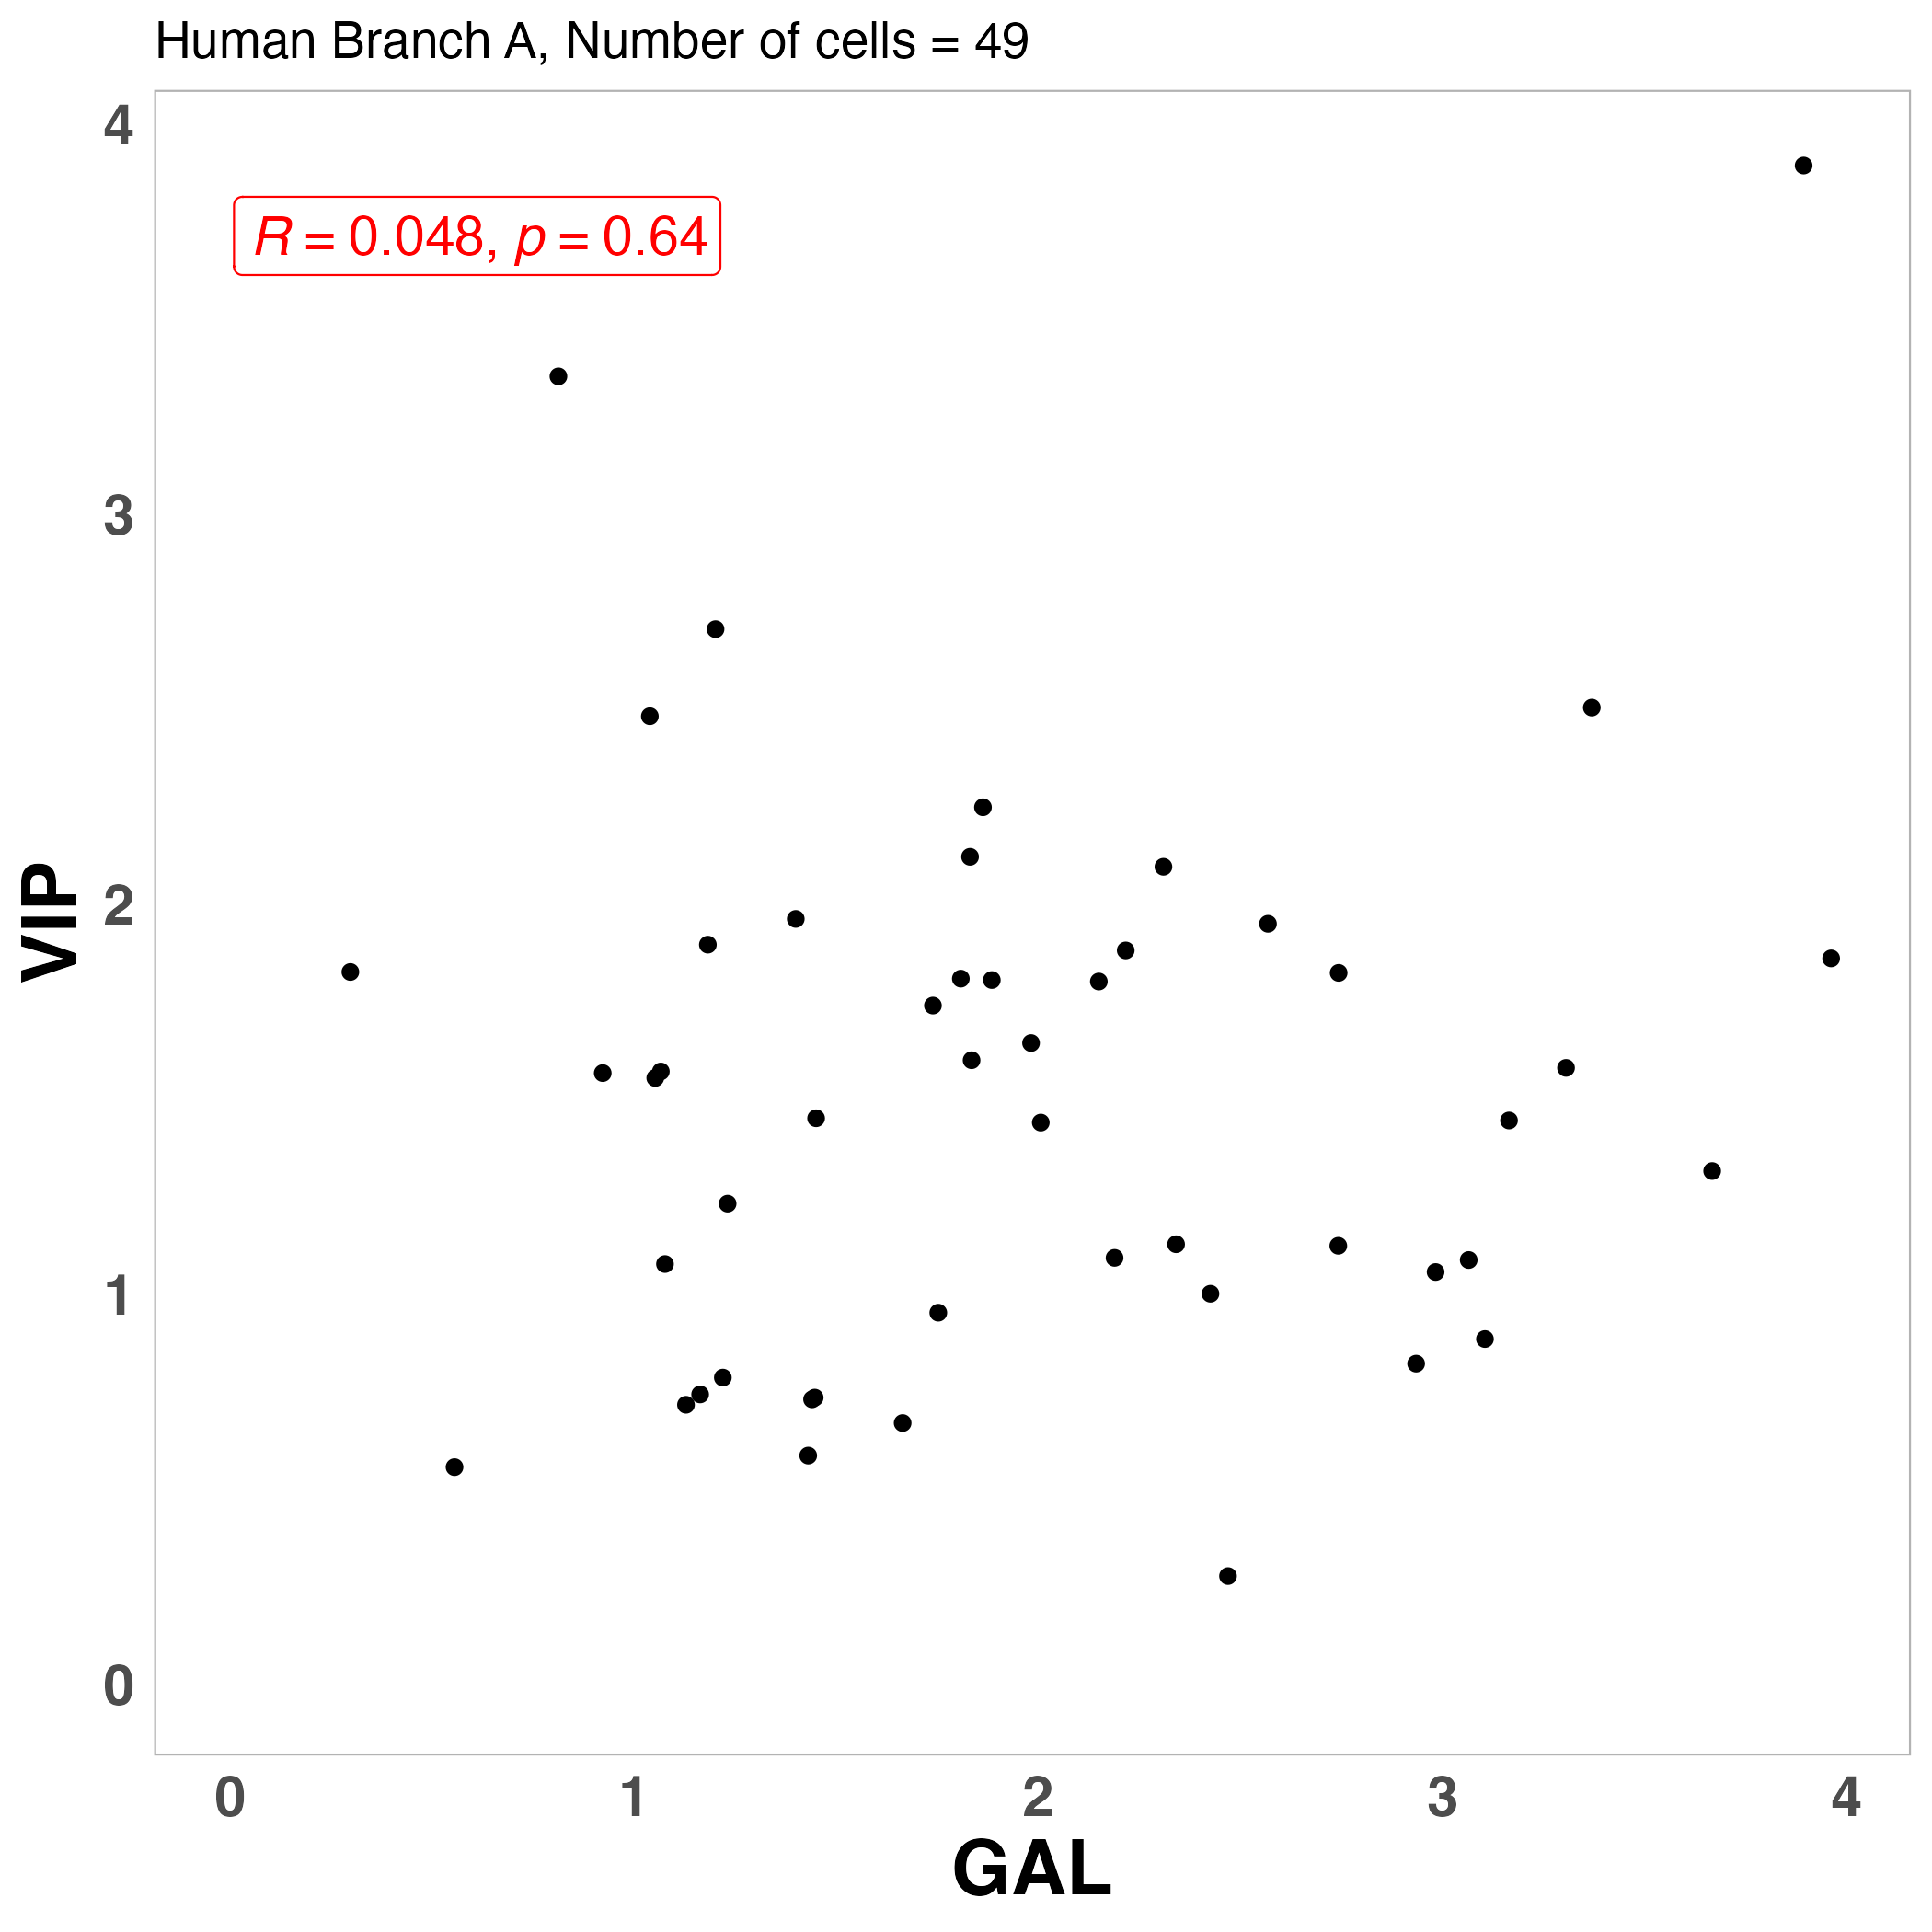 Human Branch A, Number of cells = 49
R = 0.048, p = 0.64
4
3
2
1
0
VIP
0 1 2 3 4
GAL